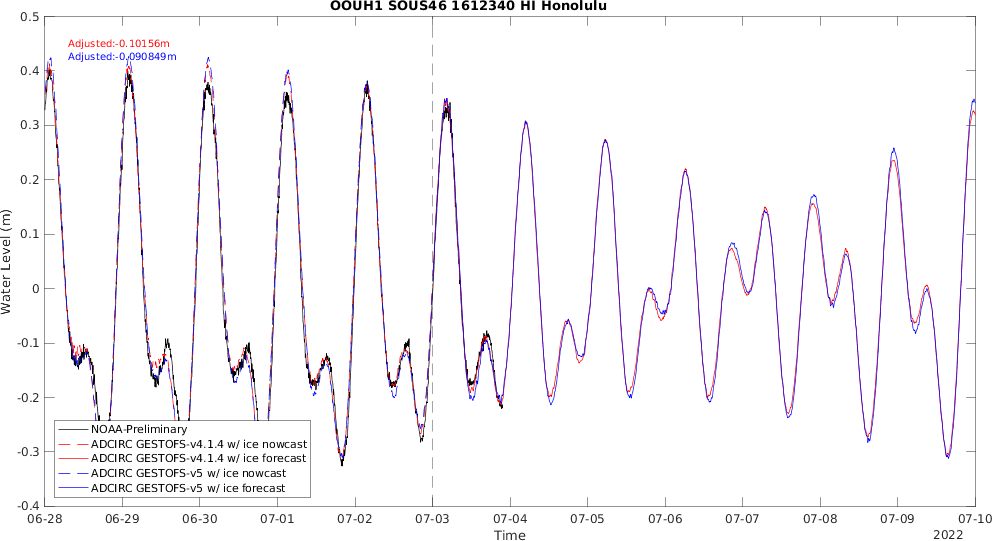 OOUH1 SOUS46 1612340 HI Honolulu
0.5
0.4
0.3
0.2
0.1
0
-0.1
-0.2
-0.3
-0.4
Water Level (m)
Adjusted:-0.10156m
Adjusted:-0.090849m
NOAA-Preliminary
ADCIRC GESTOFS-v4.1.4 w/ ice nowcast
ADCIRC GESTOFS-v4.1.4 w/ ice forecast
ADCIRC GESTOFS-v5 w/ ice nowcast
ADCIRC GESTOFS-v5 w/ ice forecast
06-28 06-29 06-30 07-01 07-02 07-03 07-04 07-05 07-06 07-07 07-08 07-09 07-10
Time
2022